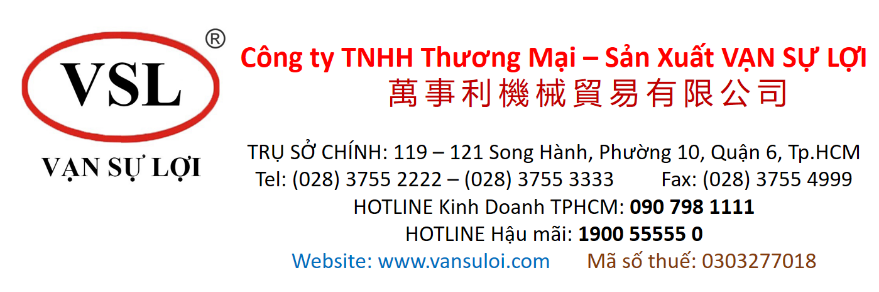 VSL
®
VẠN SỰ LỢI
Công ty TNHH Thương Mại – Sản Xuất VẠN SỰ LỢI
萬事利機械貿易有限公司
TRỤ SỞ CHÍNH: 119 – 121 Song Hành, Phường 10, Quận 6, Tp.HCM
Tel: (028) 3755 2222 – (028) 3755 3333 Fax: (028) 3755 4999
HOTLINE Kinh Doanh TPHCM: 090 798 1111
HOTLINE Hậu mãi: 1900 55555 0
Website: www.vansuloi.com Mã số thuế: 0303277018